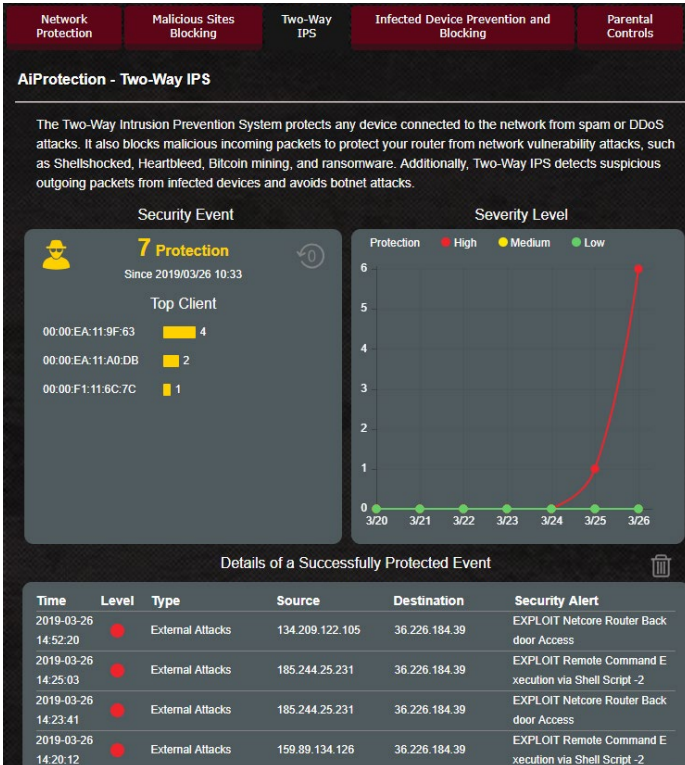 Network Protection
Malicious Sites Blocking
Two-Way IPS
Infected Device Prevention and Blocking
Parental Controls
AiProtection - Two-Way IPS
The Two-Way Intrusion Prevention System protects any device connected to the network from spam or DDoS
attacks. It also blocks malicious incoming packets to protect your router from network vulnerability attacks, such
as Shellshocked, Heartbleed, Bitcoin mining, and ransomware. Additionally, Two-Way IPS detects suspicious
outgoing packets from infected devices and avoids botnet attacks.
Security Event
7 Protection
0
Since 2019/03/26 10:33
Top Client
00:00:EA:11:9F:63 4
00:00:EA:11:A0:DB 2
00:00:F1:11:6C:7C 1
Severity Level
Protection High Medium Low
6
5
4
3
2
1
0
3/20 3/21 3/22 3/23 3/24 3/25 3/26
Details of a Successfully Protected Event
Time Level Type Source Destination Security Alert
2019-03-26
14:52:20
External Attacks 134.209.122.105 36.226.184.39
EXPLOIT Netcore Router Back
door Access
2019-03-26
14:25:03
External Attacks 185.244.25.231 36.226.184.39
EXPLOIT Remote Command E
xecution via Shell Script -2
2019-03-26
14:23:41
External Attacks 185.244.25.231 36.226.184.39
EXPLOIT Netcore Router Back
door Access
2019-03-26
14:20:12
External Attacks 159.89.134.126 36.226.184.39
EXPLOIT Remote Command E
xecution via Shell Script -2